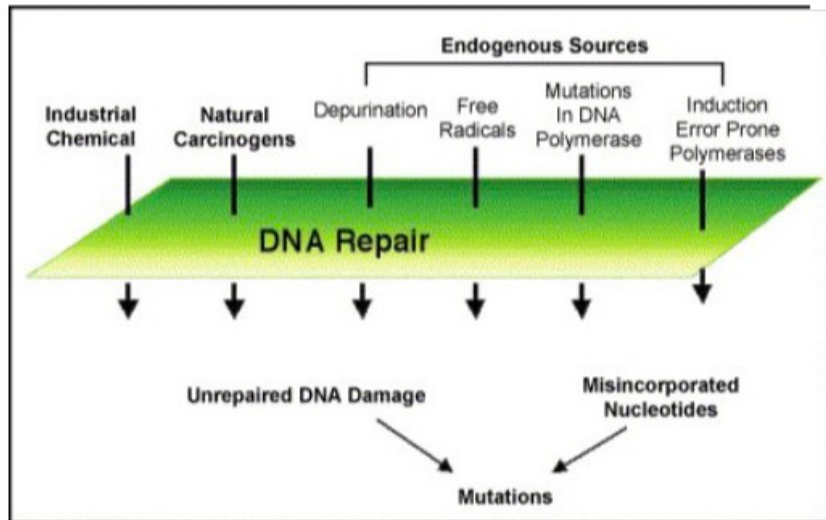 Endogenous Sources
Industrial
Chemical
Natural
Carcinogens
Depurination
Free
Radicals
Mutations
In DNA
Polymerase
Induction
Error Prone
Polymerases
DNA Repair
Unrepaired DNA Damage
Misincorporated
Nucleotides
Mutations